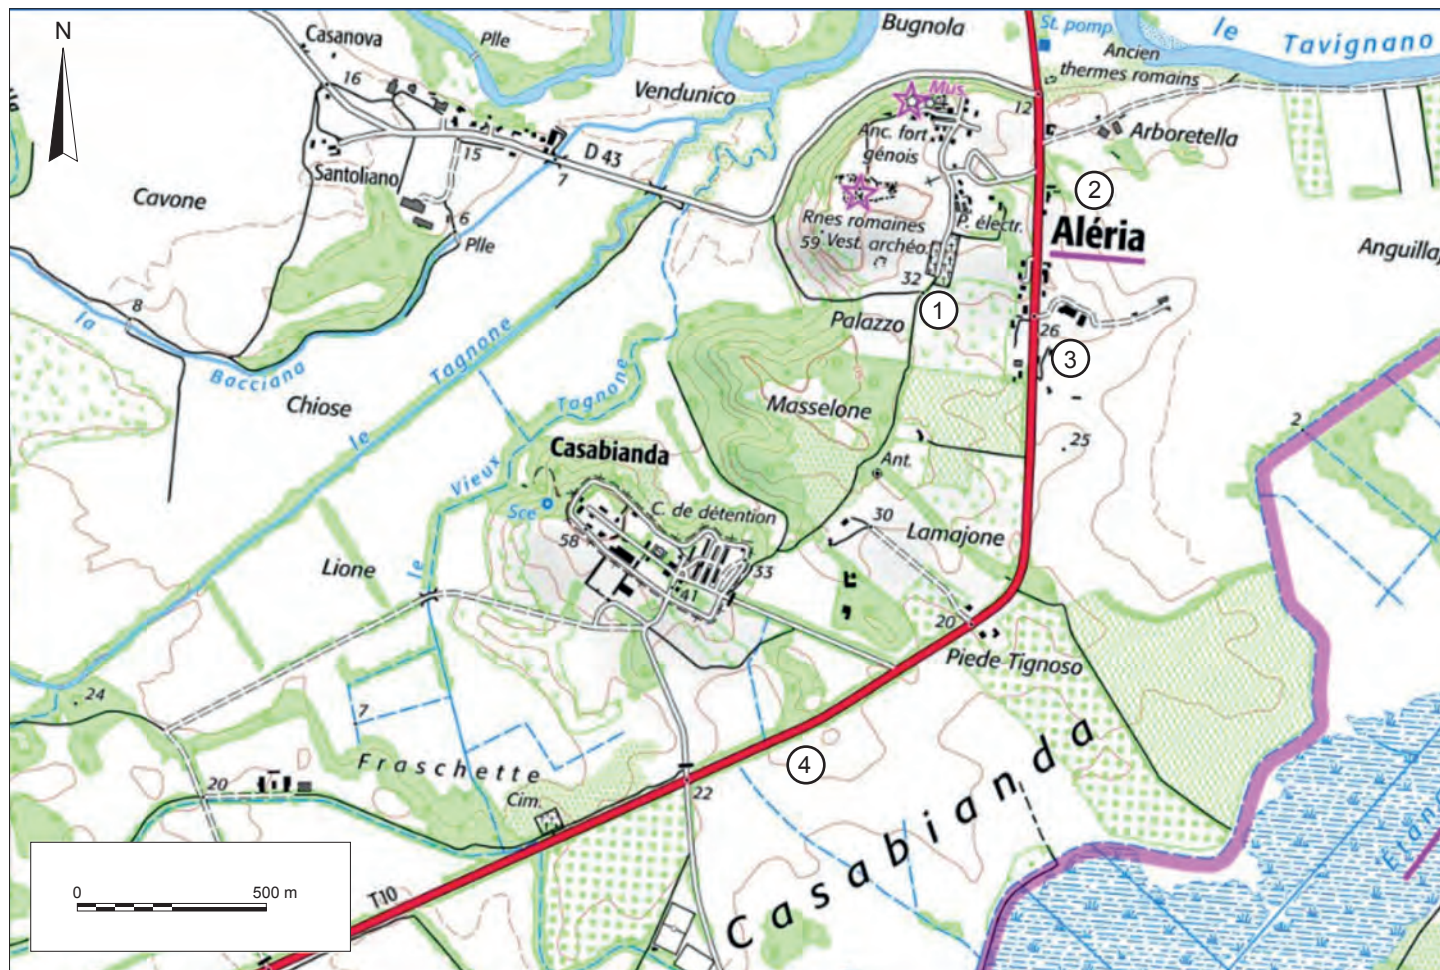 N
Casanova
Plle
Bugnola
St. pomp.
le Tavignano
Ancien
thermes romains
16
Vendunico
Mus.
12
Anc. fort
génois
Arboretella
15
D 43
7
Santoliano
Cavone
6
Plle
2
Rnes romaines
P. électr.
59
Vest. archéo.
Aléria
32
1
8
la Bacciana
Palazzo
26
3
Chiose
le Tagnone
Masselone
2
25
le Vieux Tagnone
Casabianda
Ant.
Sce
C. de détention
30
Lamajone
58
33
Lione
41
20
Piede Tignoso
24
7
4
Fraschette
20
22
Cim.
Casabianda
T10
0
500 m